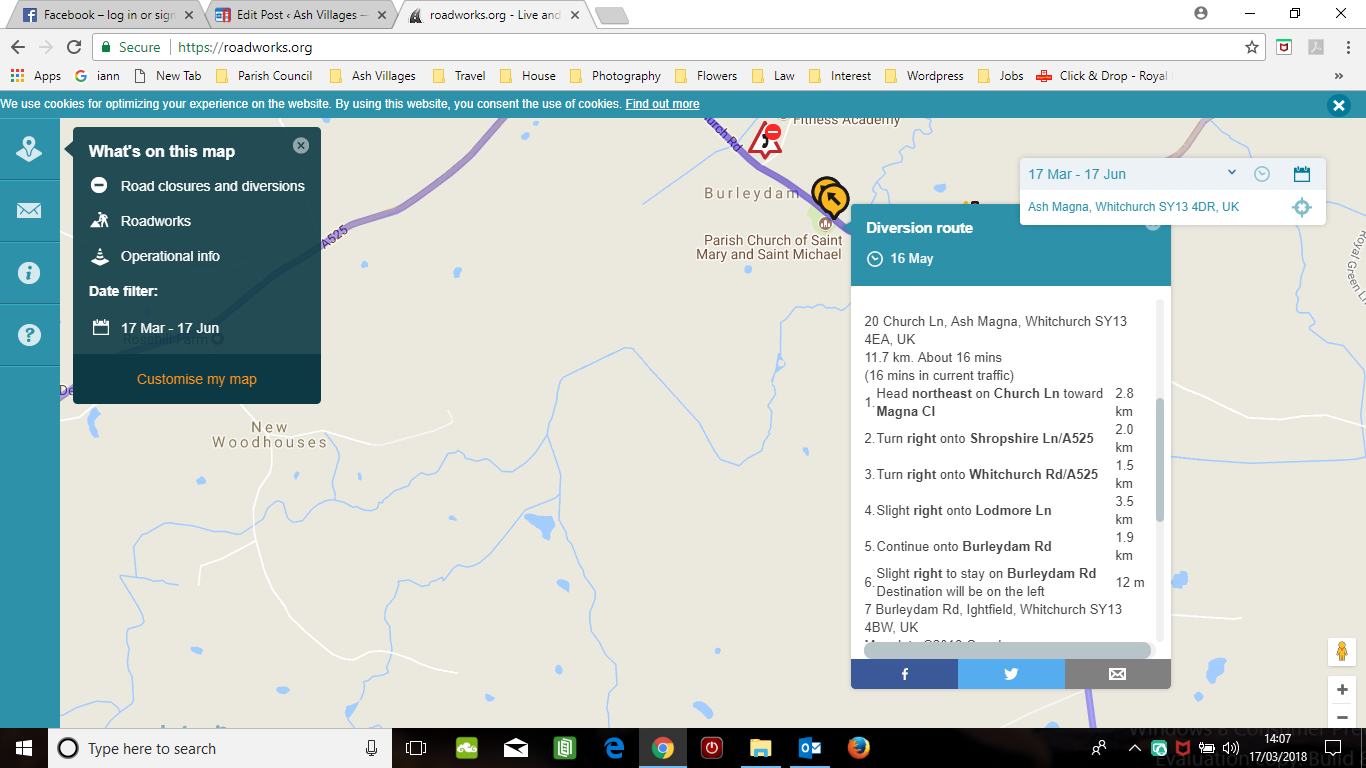 Facebook – log in or sign
Edit Post ‹ Ash Villages —
roadworks.org - Live and
Secure
https://roadworks.org
Apps
iann
New Tab
Parish Council
Ash Villages
Travel
House
Photography
Flowers
Law
Interest
Wordpress
Jobs
Click & Drop - Royal
»
We use cookies for optimizing your experience on the website. By using this website, you consent the use of cookies. Find out more
What's on this map
Road closures and diversions
Roadworks
Operational info
Date filter:
17 Mar - 17 Jun
Rosehill Farm
Customise my map
A525
New
Woodhouses
De
urch Rd
Fitness Academy
Burleydam
Parish Church of Saint
Mary and Saint Michael
17 Mar - 17 Jun
Ash Magna, Whitchurch SY13 4DR, UK
Royal Green Ln
Diversion route
16 May
20 Church Ln, Ash Magna, Whitchurch SY13
4EA, UK
11.7 km. About 16 mins
(16 mins in current traffic)
1. Head northeast on Church Ln toward Magna Cl 2.8 km
2. Turn right onto Shropshire Ln/A525 2.0 km
3. Turn right onto Whitchurch Rd/A525 1.5 km
4. Slight right onto Lodmore Ln 3.5 km
5. Continue onto Burleydam Rd 1.9 km
6. Slight right to stay on Burleydam Rd 12 m
Destination will be on the left
7 Burleydam Rd, Ightfield, Whitchurch SY13
4BW, UK
Type here to search
14:07
17/03/2018